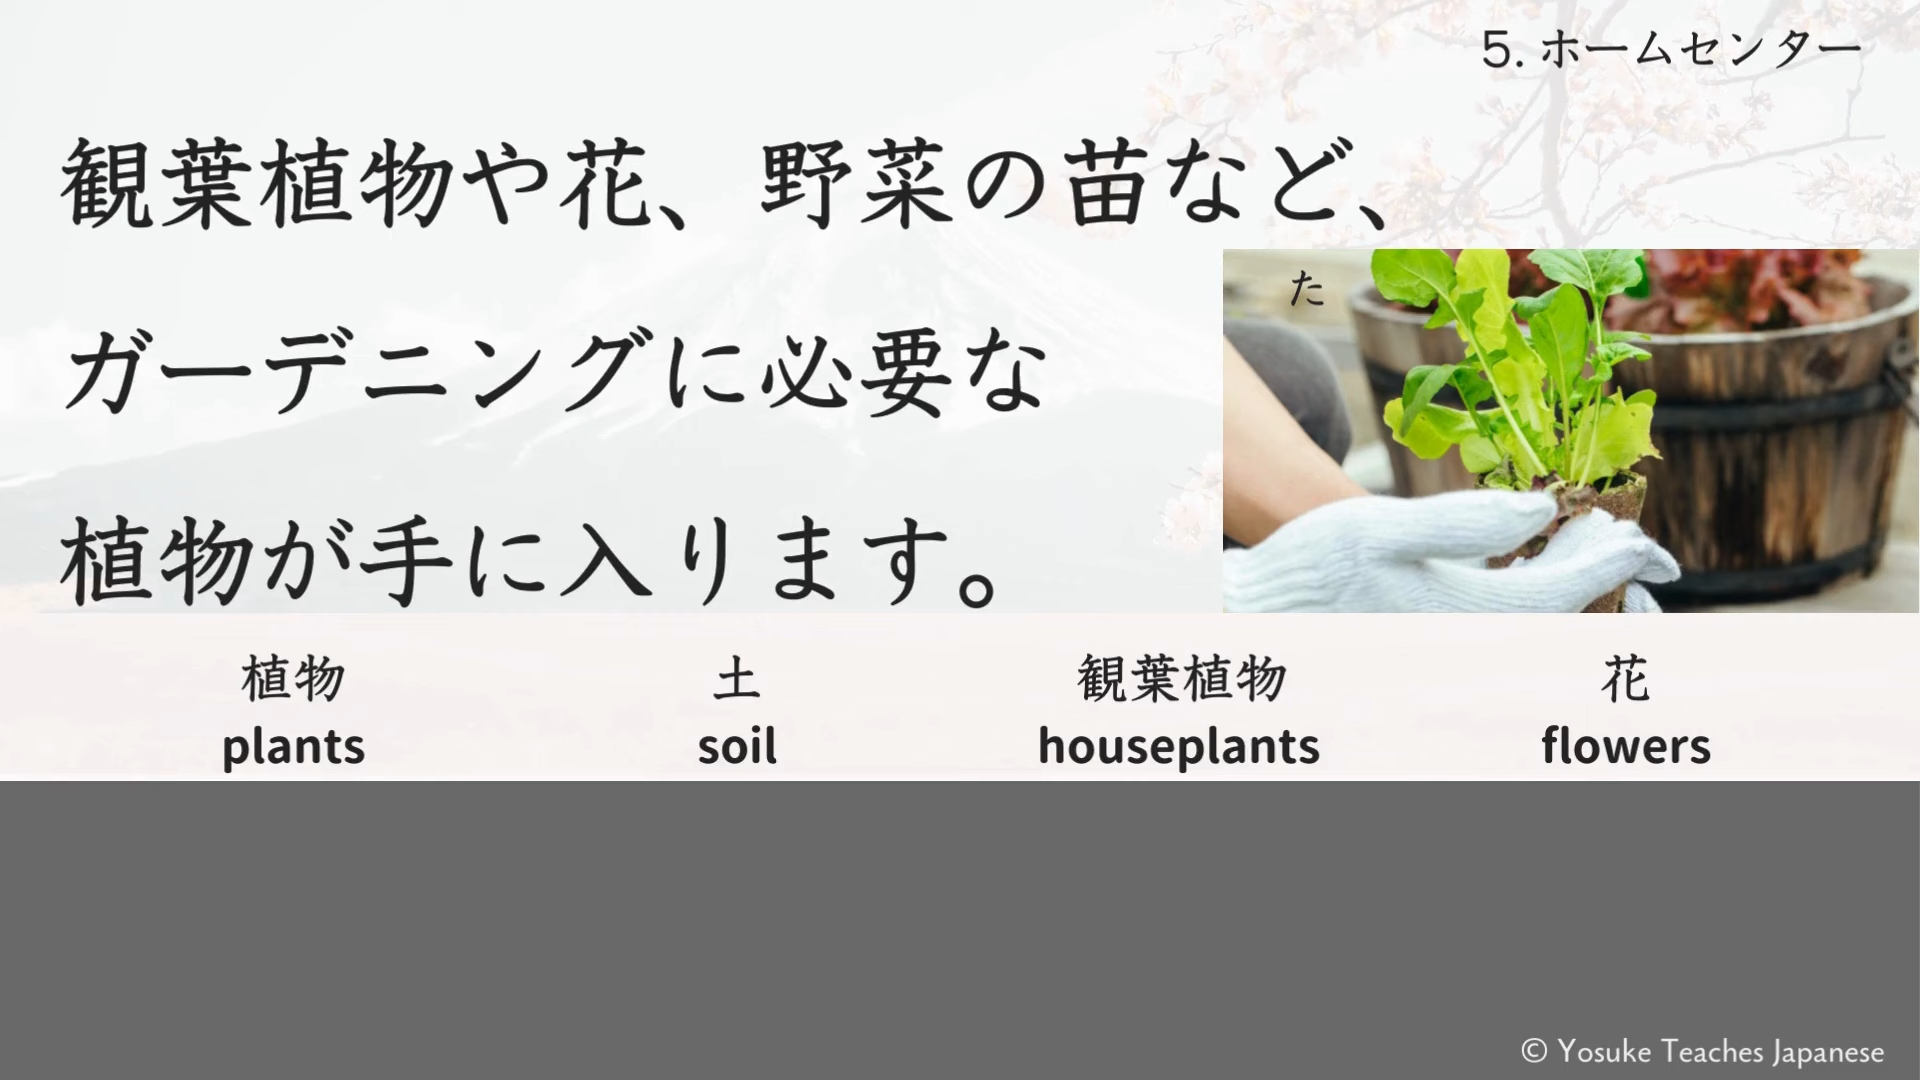 5. ホームセンター
観葉植物や花、野菜の苗など、
た
ガーデニングに必要な
植物が手に入ります。
植物
plants
土
soil
観葉植物
houseplants
花
flowers
© Yosuke Teaches Japanese